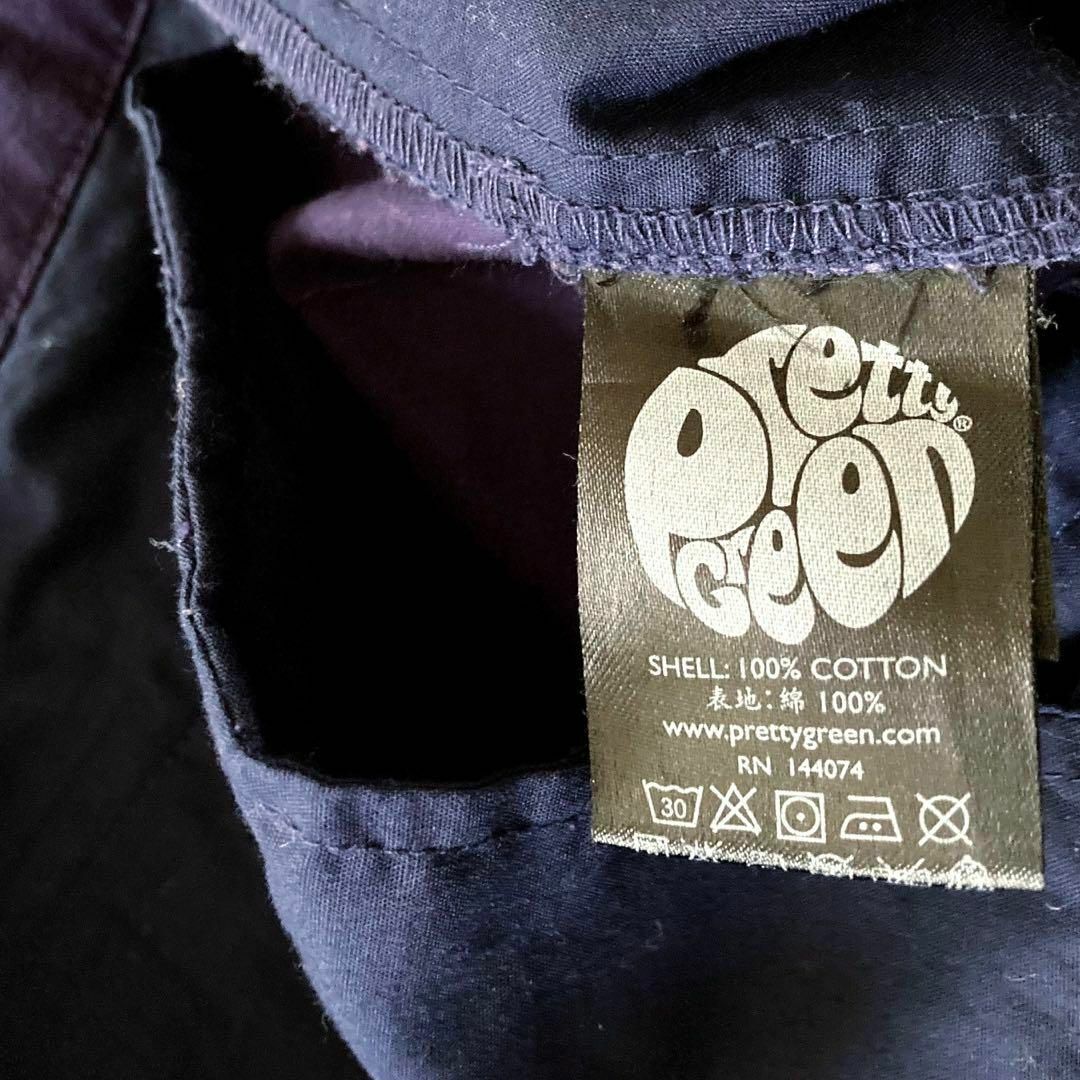 Pretty
Green®
SHELL: 100% COTTON
表地: 綿 100%
www.prettygreen.com
RN 144074
30